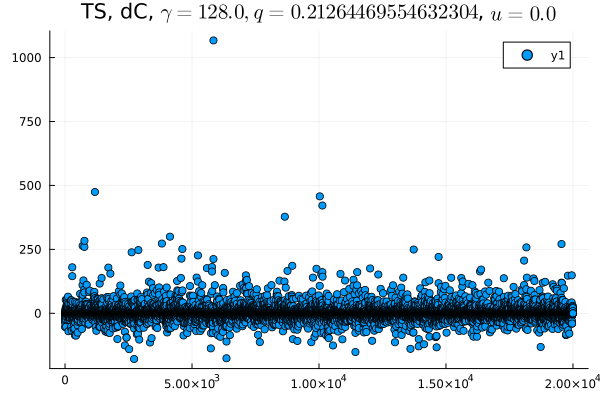 TS, dC, γ = 128.0, q = 0.21264469554632304, u = 0.0
y1
1000
750
500
250
0
0 5.00×10³ 1.00×10⁴ 1.50×10⁴ 2.00×10⁴